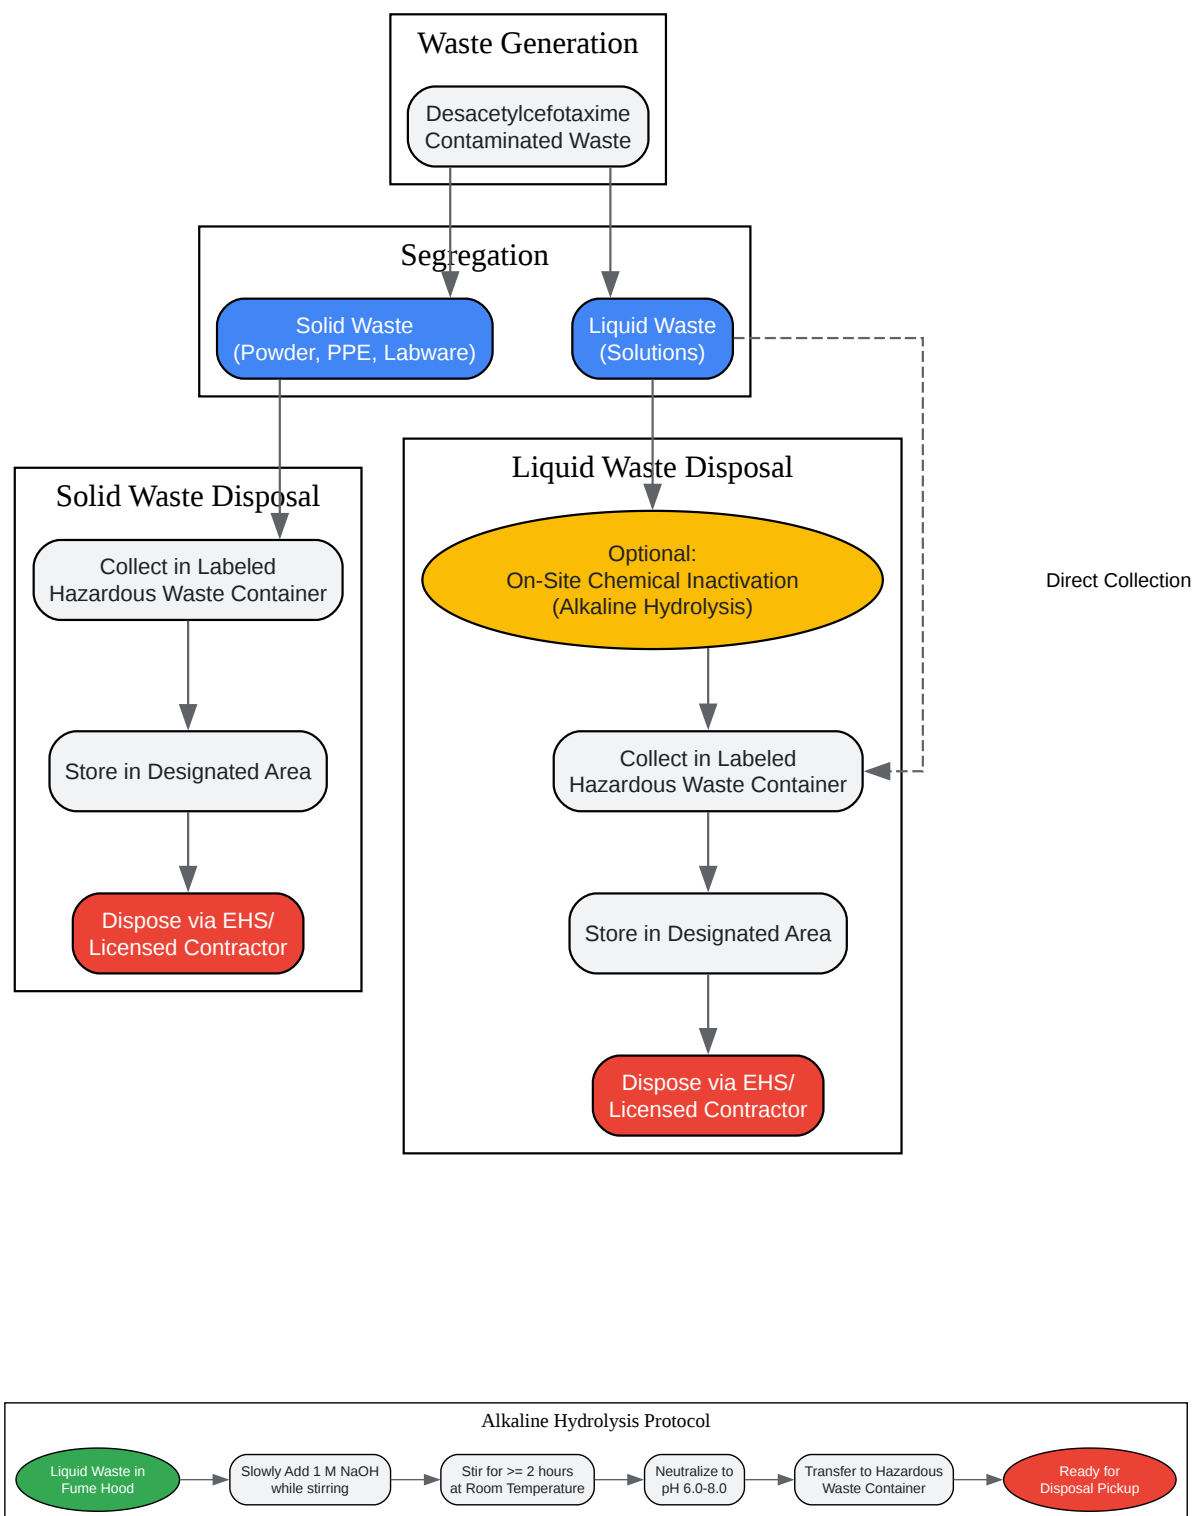 Waste Generation
Desacetylcefotaxime
Contaminated Waste
Segregation
Solid Waste
(Powder, PPE, Labware)
Liquid Waste
(Solutions)
Solid Waste Disposal
Collect in Labeled
Hazardous Waste Container
Store in Designated Area
Dispose via EHS/
Licensed Contractor
Liquid Waste Disposal
Optional:
On-Site Chemical Inactivation
(Alkaline Hydrolysis)
Direct Collection
Collect in Labeled
Hazardous Waste Container
Store in Designated Area
Dispose via EHS/
Licensed Contractor
Alkaline Hydrolysis Protocol
Liquid Waste in
Fume Hood
Slowly Add 1 M NaOH
while stirring
Stir for >= 2 hours
at Room Temperature
Neutralize to
pH 6.0-8.0
Transfer to Hazardous
Waste Container
Ready for
Disposal Pickup